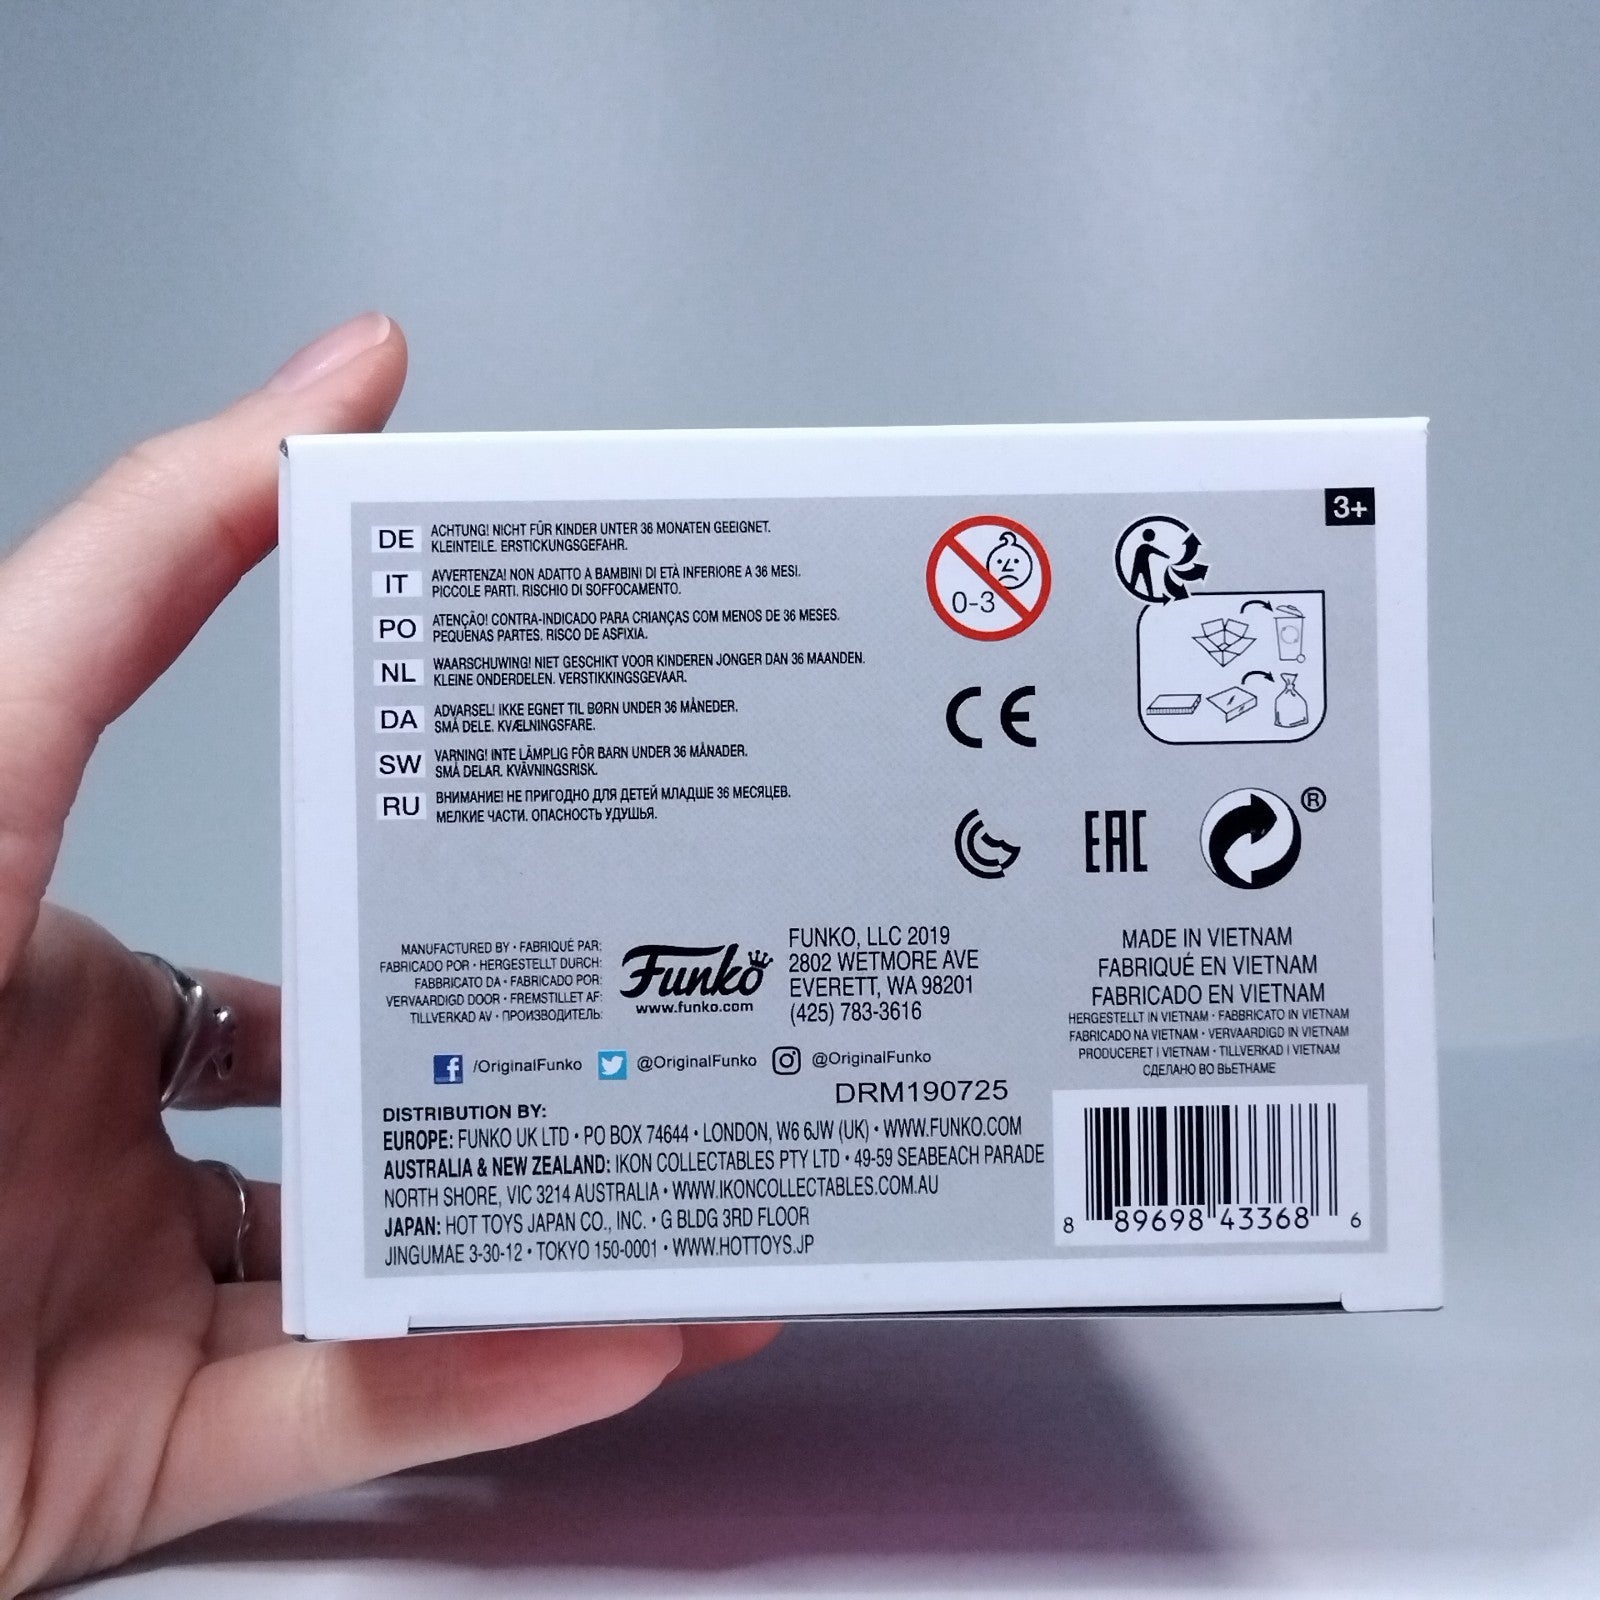 3+
DE ACHTUNG! NICHT FÜR KINDER UNTER 36 MONATEN GEEIGNET.
KLEINTEILE. ERSTICKUNGSGEFAHR.
IT AVVERTENZA! NON ADATTO A BAMBINI DI ETÀ INFERIORE A 36 MESI.
PICCOLE PARTI. RISCHIO DI SOFFOCAMENTO.
PO ATENÇÃO! CONTRA-INDICADO PARA CRIANÇAS COM MENOS DE 36 MESES.
PEQUENAS PARTES. RISCO DE ASFIXIA.
NL WAARSCHUWING! NIET GESCHIKT VOOR KINDEREN JONGER DAN 36 MAANDEN.
KLEINE ONDERDELEN. VERSTIKKINGSGEVAAR.
DA ADVARSEL! IKKE EGNET TIL BØRN UNDER 36 MÅNEDER.
SMÅ DELE. KVÆLNINGSFARE.
SW VARNING! INTE LÄMPLIG FÖR BARN UNDER 36 MÅNADER.
SMÅ DELAR. KVÄVNINGSRISK.
RU ВНИМАНИЕ! НЕ ПРИГОДНО ДЛЯ ДЕТЕЙ МЛАДШЕ 36 МЕСЯЦЕВ.
МЕЛКИЕ ЧАСТИ. ОПАСНОСТЬ УДУШЬЯ.
0-3
CE
EAC
®
MANUFACTURED BY • FABRIQUÉ PAR:
FABRICADO POR • HERGESTELLT DURCH:
FABBRICATO DA • FABRICADO POR:
VERVAARDIGD DOOR • FREMSTILLET AF:
TILLVERKAD AV • ПРОИЗВОДИТЕЛЬ:
Funko
www.funko.com
FUNKO, LLC 2019
2802 WETMORE AVE
EVERETT, WA 98201
(425) 783-3616
MADE IN VIETNAM
FABRIQUÉ EN VIETNAM
FABRICADO EN VIETNAM
HERGESTELLT IN VIETNAM • FABBRICATO IN VIETNAM
FABRICADO NA VIETNAM • VERVAARDIGD IN VIETNAM
PRODUCERET I VIETNAM • TILLVERKAD I VIETNAM
СДЕЛАНО ВО ВЬЕТНАМЕ
f /OriginalFunko @OriginalFunko @OriginalFunko
DRM190725
DISTRIBUTION BY:
EUROPE: FUNKO UK LTD • PO BOX 74644 • LONDON, W6 6JW (UK) • WWW.FUNKO.COM
AUSTRALIA & NEW ZEALAND: IKON COLLECTABLES PTY LTD • 49-59 SEABEACH PARADE
NORTH SHORE, VIC 3214 AUSTRALIA • WWW.IKONCOLLECTABLES.COM.AU
JAPAN: HOT TOYS JAPAN CO., INC. • G BLDG 3RD FLOOR
JINGUMAE 3-30-12 • TOKYO 150-0001 • WWW.HOTTOYS.JP
8 89698 43368 6